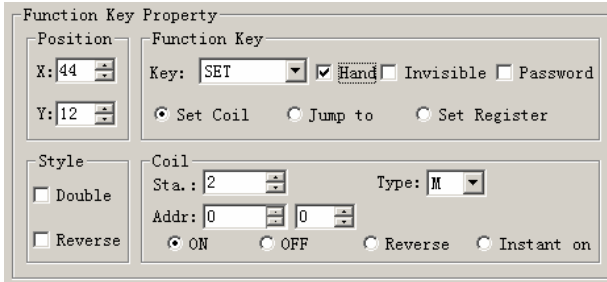 Function Key Property
Position
X: 44
Y: 12
Function Key
Key: SET Hand Invisible Password
Set Coil Jump to Set Register
Style
Double
Reverse
Coil
Sta.: 2 Type: M
Addr: 0 0
ON OFF Reverse Instant on